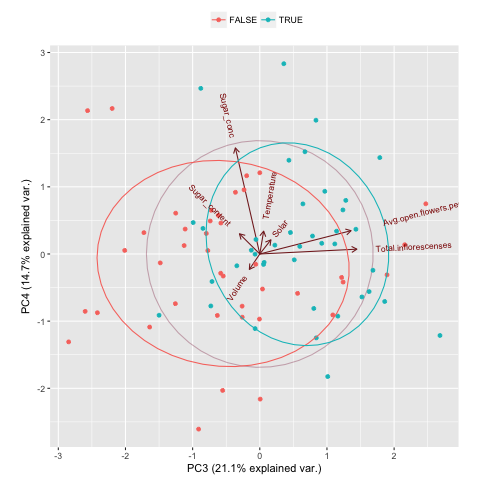 FALSE TRUE
3
2
1
0
-1
-2
PC4 (14.7% explained var.)
Sugar_conc
Temperature
Sugar_content
Solar
Volume
Avg.open.flowers.pe
Total.inflorescenses
-3 -2 -1 0 1 2
PC3 (21.1% explained var.)